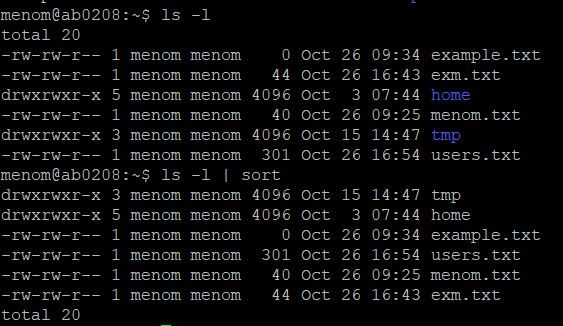 menom@ab0208:~$ ls -l
total 20
-rw-rw-r-- 1 menom menom    0 Oct 26 09:34 example.txt
-rw-rw-r-- 1 menom menom   44 Oct 26 16:43 exm.txt
drwxrwxr-x 5 menom menom 4096 Oct  3 07:44 home
-rw-rw-r-- 1 menom menom   40 Oct 26 09:25 menom.txt
drwxrwxr-x 3 menom menom 4096 Oct 15 14:47 tmp
-rw-rw-r-- 1 menom menom  301 Oct 26 16:54 users.txt
menom@ab0208:~$ ls -l | sort
drwxrwxr-x 3 menom menom 4096 Oct 15 14:47 tmp
drwxrwxr-x 5 menom menom 4096 Oct  3 07:44 home
-rw-rw-r-- 1 menom menom    0 Oct 26 09:34 example.txt
-rw-rw-r-- 1 menom menom  301 Oct 26 16:54 users.txt
-rw-rw-r-- 1 menom menom   40 Oct 26 09:25 menom.txt
-rw-rw-r-- 1 menom menom   44 Oct 26 16:43 exm.txt
total 20